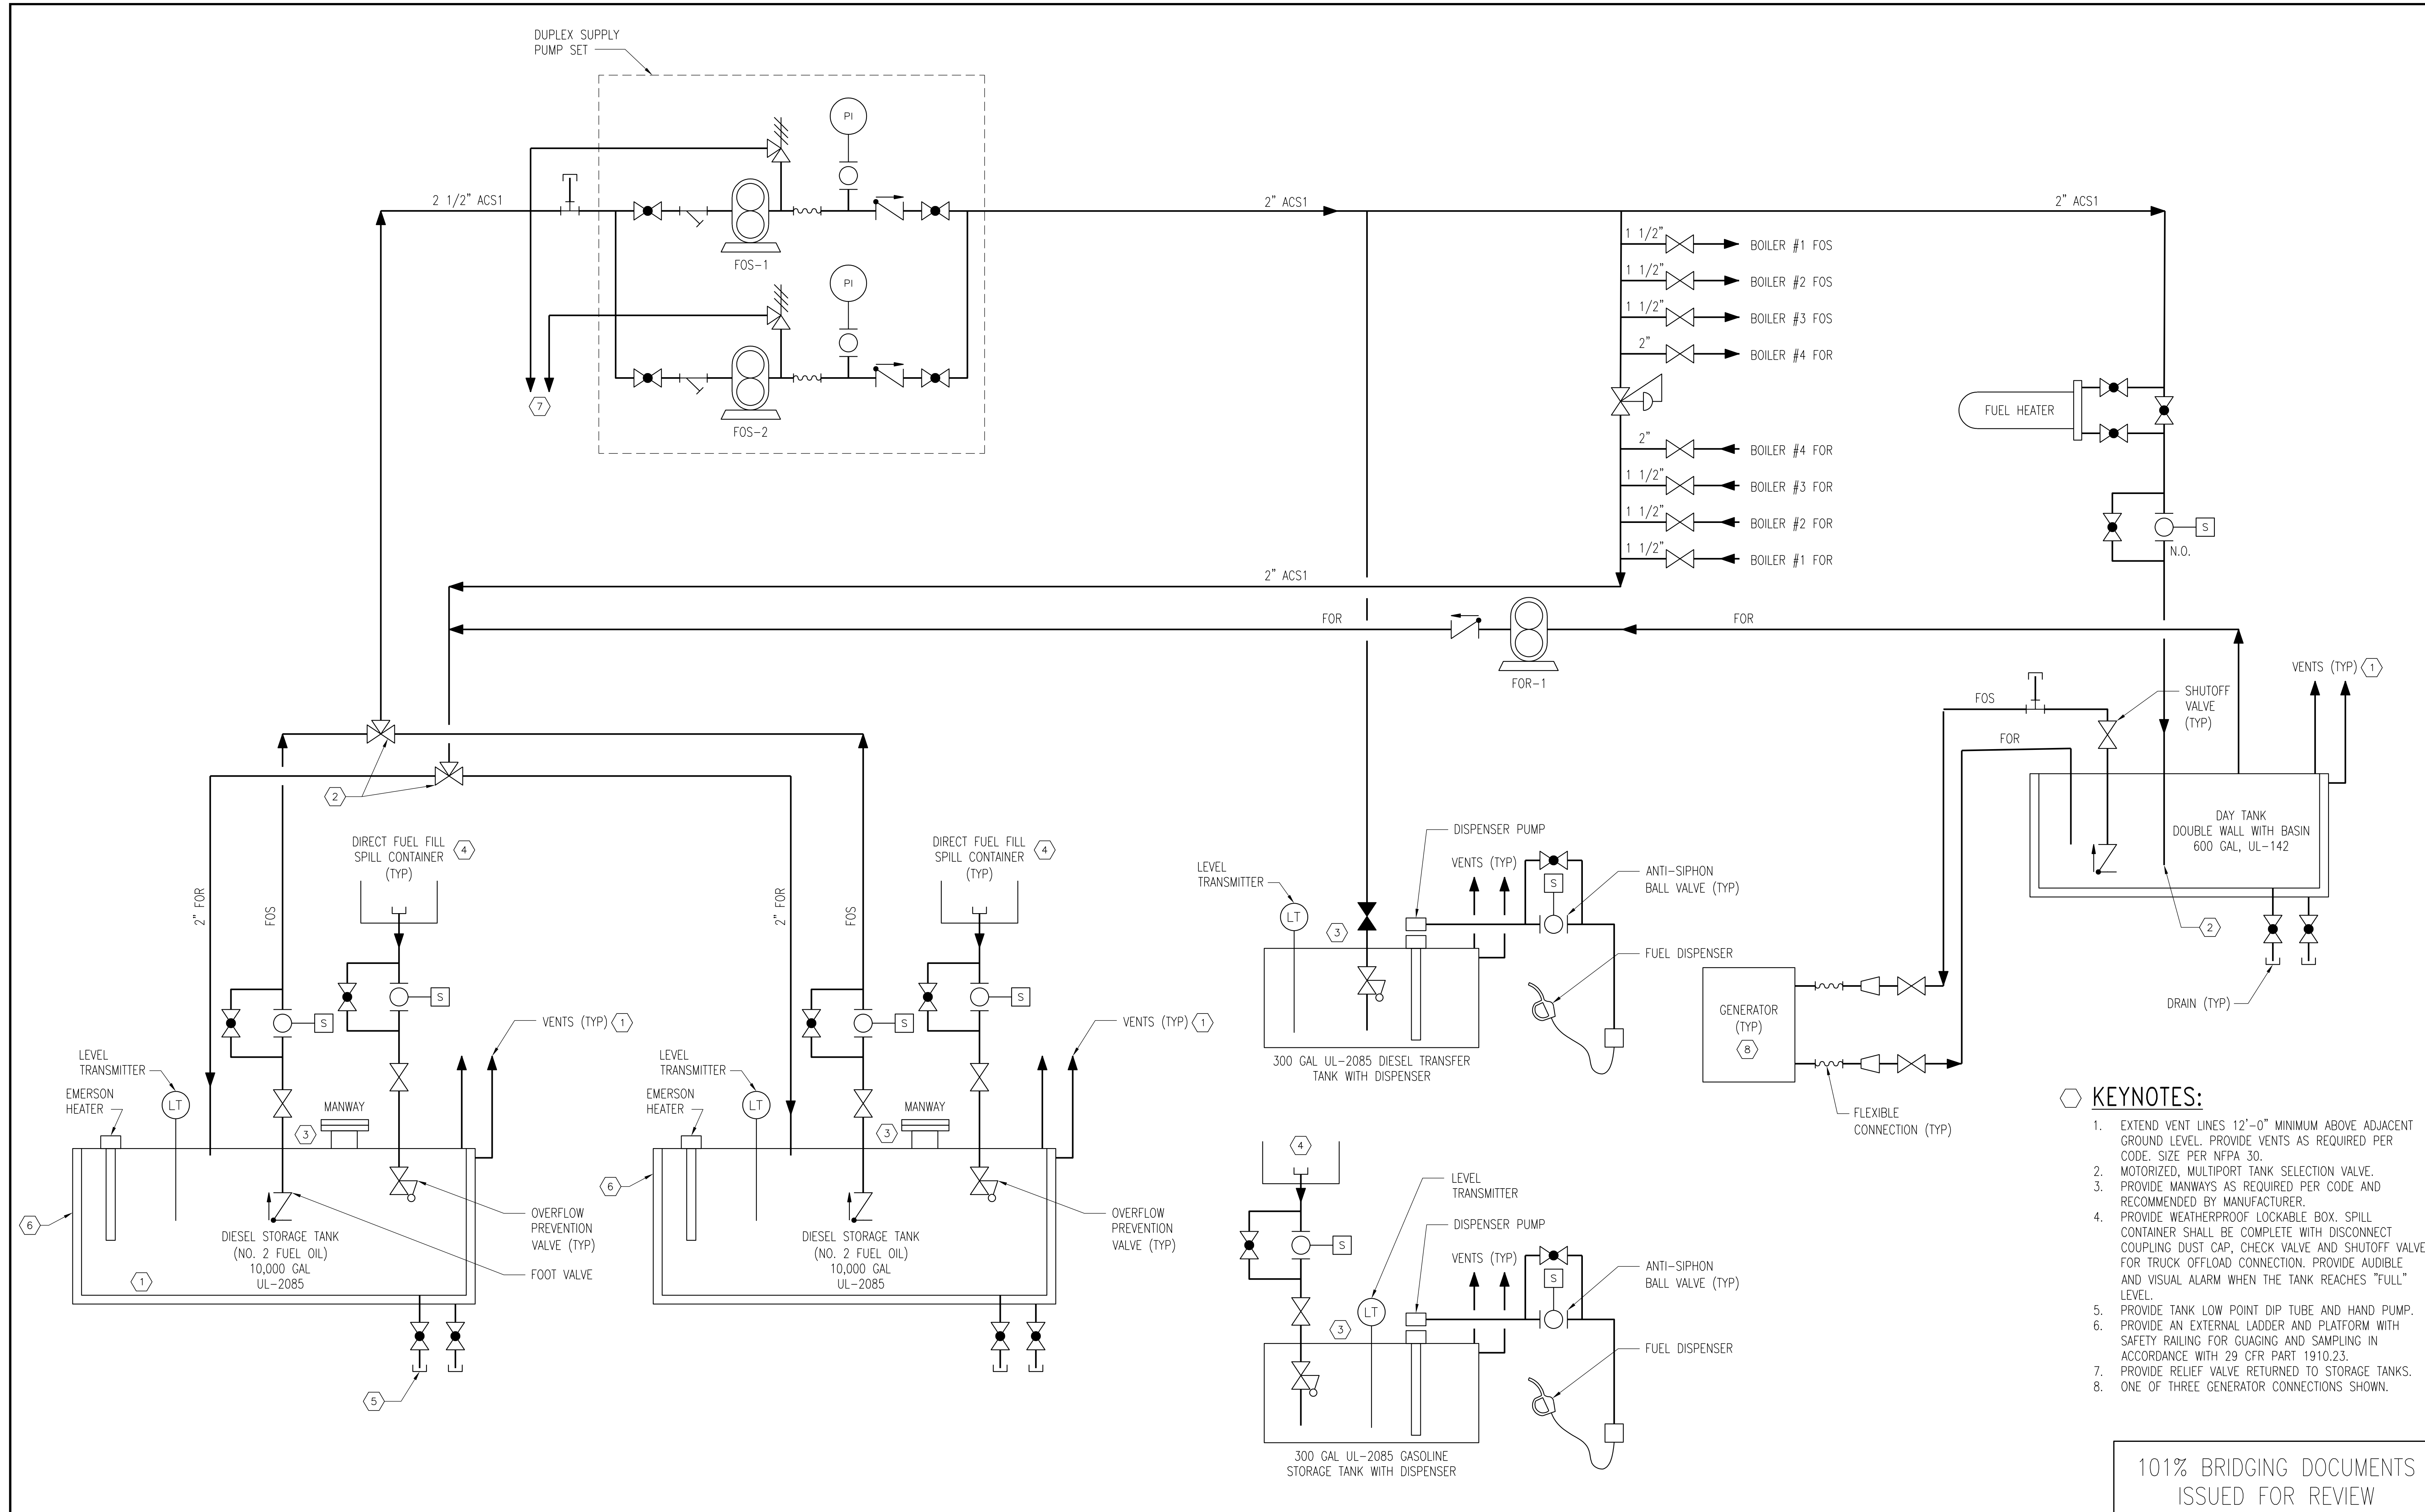 DUPLEX SUPPLY
PUMP SET
PI
2 1/2" ACS1
FOS-1
PI
FOS-2
7
2" ACS1
2" ACS1
1 1/2"
BOILER #1 FOS
1 1/2"
BOILER #2 FOS
1 1/2"
BOILER #3 FOS
2"
BOILER #4 FOR
2"
BOILER #4 FOR
1 1/2"
BOILER #3 FOR
1 1/2"
BOILER #2 FOR
1 1/2"
BOILER #1 FOR
FUEL HEATER
S
N.O.
2" ACS1
FOR
FOR
FOR-1
VENTS (TYP) 1
FOS
SHUTOFF
VALVE
(TYP)
FOR
DAY TANK
DOUBLE WALL WITH BASIN
600 GAL, UL-142
2
DRAIN (TYP)
2
DIRECT FUEL FILL
SPILL CONTAINER
(TYP)
4
2" FOR
FOS
S
S
VENTS (TYP) 1
LEVEL
TRANSMITTER
EMERSON
HEATER
LT
MANWAY
3
6
OVERFLOW
PREVENTION
VALVE (TYP)
DIESEL STORAGE TANK
(NO. 2 FUEL OIL)
10,000 GAL
UL-2085
1
FOOT VALVE
5
DIRECT FUEL FILL
SPILL CONTAINER
(TYP)
4
2" FOR
FOS
S
S
VENTS (TYP) 1
LEVEL
TRANSMITTER
EMERSON
HEATER
LT
MANWAY
3
6
OVERFLOW
PREVENTION
VALVE (TYP)
DIESEL STORAGE TANK
(NO. 2 FUEL OIL)
10,000 GAL
UL-2085
DISPENSER PUMP
VENTS (TYP)
LEVEL
TRANSMITTER
S
ANTI-SIPHON
BALL VALVE (TYP)
LT
3
FUEL DISPENSER
300 GAL UL-2085 DIESEL TRANSFER
TANK WITH DISPENSER
GENERATOR
(TYP)
8
FLEXIBLE
CONNECTION (TYP)
4
LEVEL
TRANSMITTER
DISPENSER PUMP
S
VENTS (TYP)
S
ANTI-SIPHON
BALL VALVE (TYP)
LT
3
FUEL DISPENSER
300 GAL UL-2085 GASOLINE
STORAGE TANK WITH DISPENSER
KEYNOTES:
1. EXTEND VENT LINES 12'-0" MINIMUM ABOVE ADJACENT
GROUND LEVEL. PROVIDE VENTS AS REQUIRED PER
CODE. SIZE PER NFPA 30.
2. MOTORIZED, MULTIPORT TANK SELECTION VALVE.
3. PROVIDE MANWAYS AS REQUIRED PER CODE AND
RECOMMENDED BY MANUFACTURER.
4. PROVIDE WEATHERPROOF LOCKABLE BOX. SPILL
CONTAINER SHALL BE COMPLETE WITH DISCONNECT
COUPLING DUST CAP, CHECK VALVE AND SHUTOFF VALVE
FOR TRUCK OFFLOAD CONNECTION. PROVIDE AUDIBLE
AND VISUAL ALARM WHEN THE TANK REACHES "FULL"
LEVEL.
5. PROVIDE TANK LOW POINT DIP TUBE AND HAND PUMP.
6. PROVIDE AN EXTERNAL LADDER AND PLATFORM WITH
SAFETY RAILING FOR GUAGING AND SAMPLING IN
ACCORDANCE WITH 29 CFR PART 1910.23.
7. PROVIDE RELIEF VALVE RETURNED TO STORAGE TANKS.
8. ONE OF THREE GENERATOR CONNECTIONS SHOWN.
101% BRIDGING DOCUMENTS
ISSUED FOR REVIEW